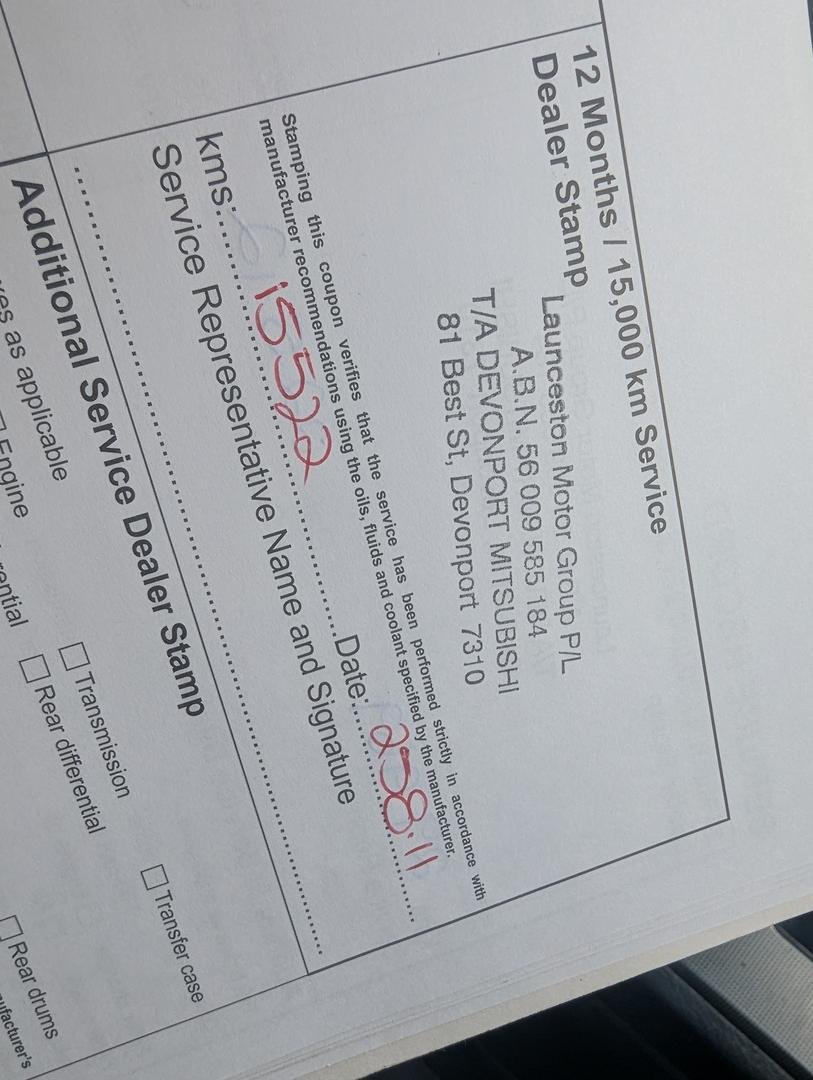 12 Months / 15,000 km Service
Dealer Stamp
Launceston Motor Group P/L
A.B.N. 56 009 585 184
T/A DEVONPORT MITSUBISHI
81 Best St, Devonport 7310
Stamping this coupon verifies that the service has been performed strictly in accordance with
manufacturer recommendations using the oils, fluids and coolant specified by the manufacturer.
kms: 15522 Date: 258.11
Service Representative Name and Signature
Additional Service Dealer Stamp
as applicable
Engine
Transmission
Transfer case
Rear differential
Rear drums